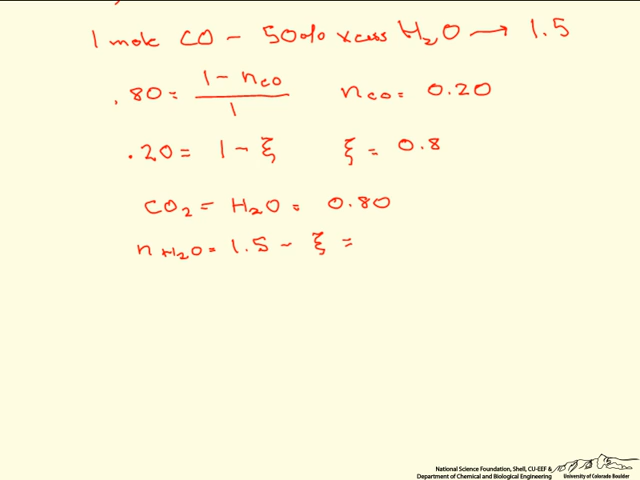 1 mole CO - 50% xcess H₂O → 1.5
.80 = (1 - nCO)/1 nCO = 0.20
.20 = 1 - ξ ξ = 0.8
CO₂ = H₂O = 0.80
nH₂O = 1.5 - ξ =
National Science Foundation, Shell, CU-EEF &
Department of Chemical and Biological Engineering
University of Colorado Boulder